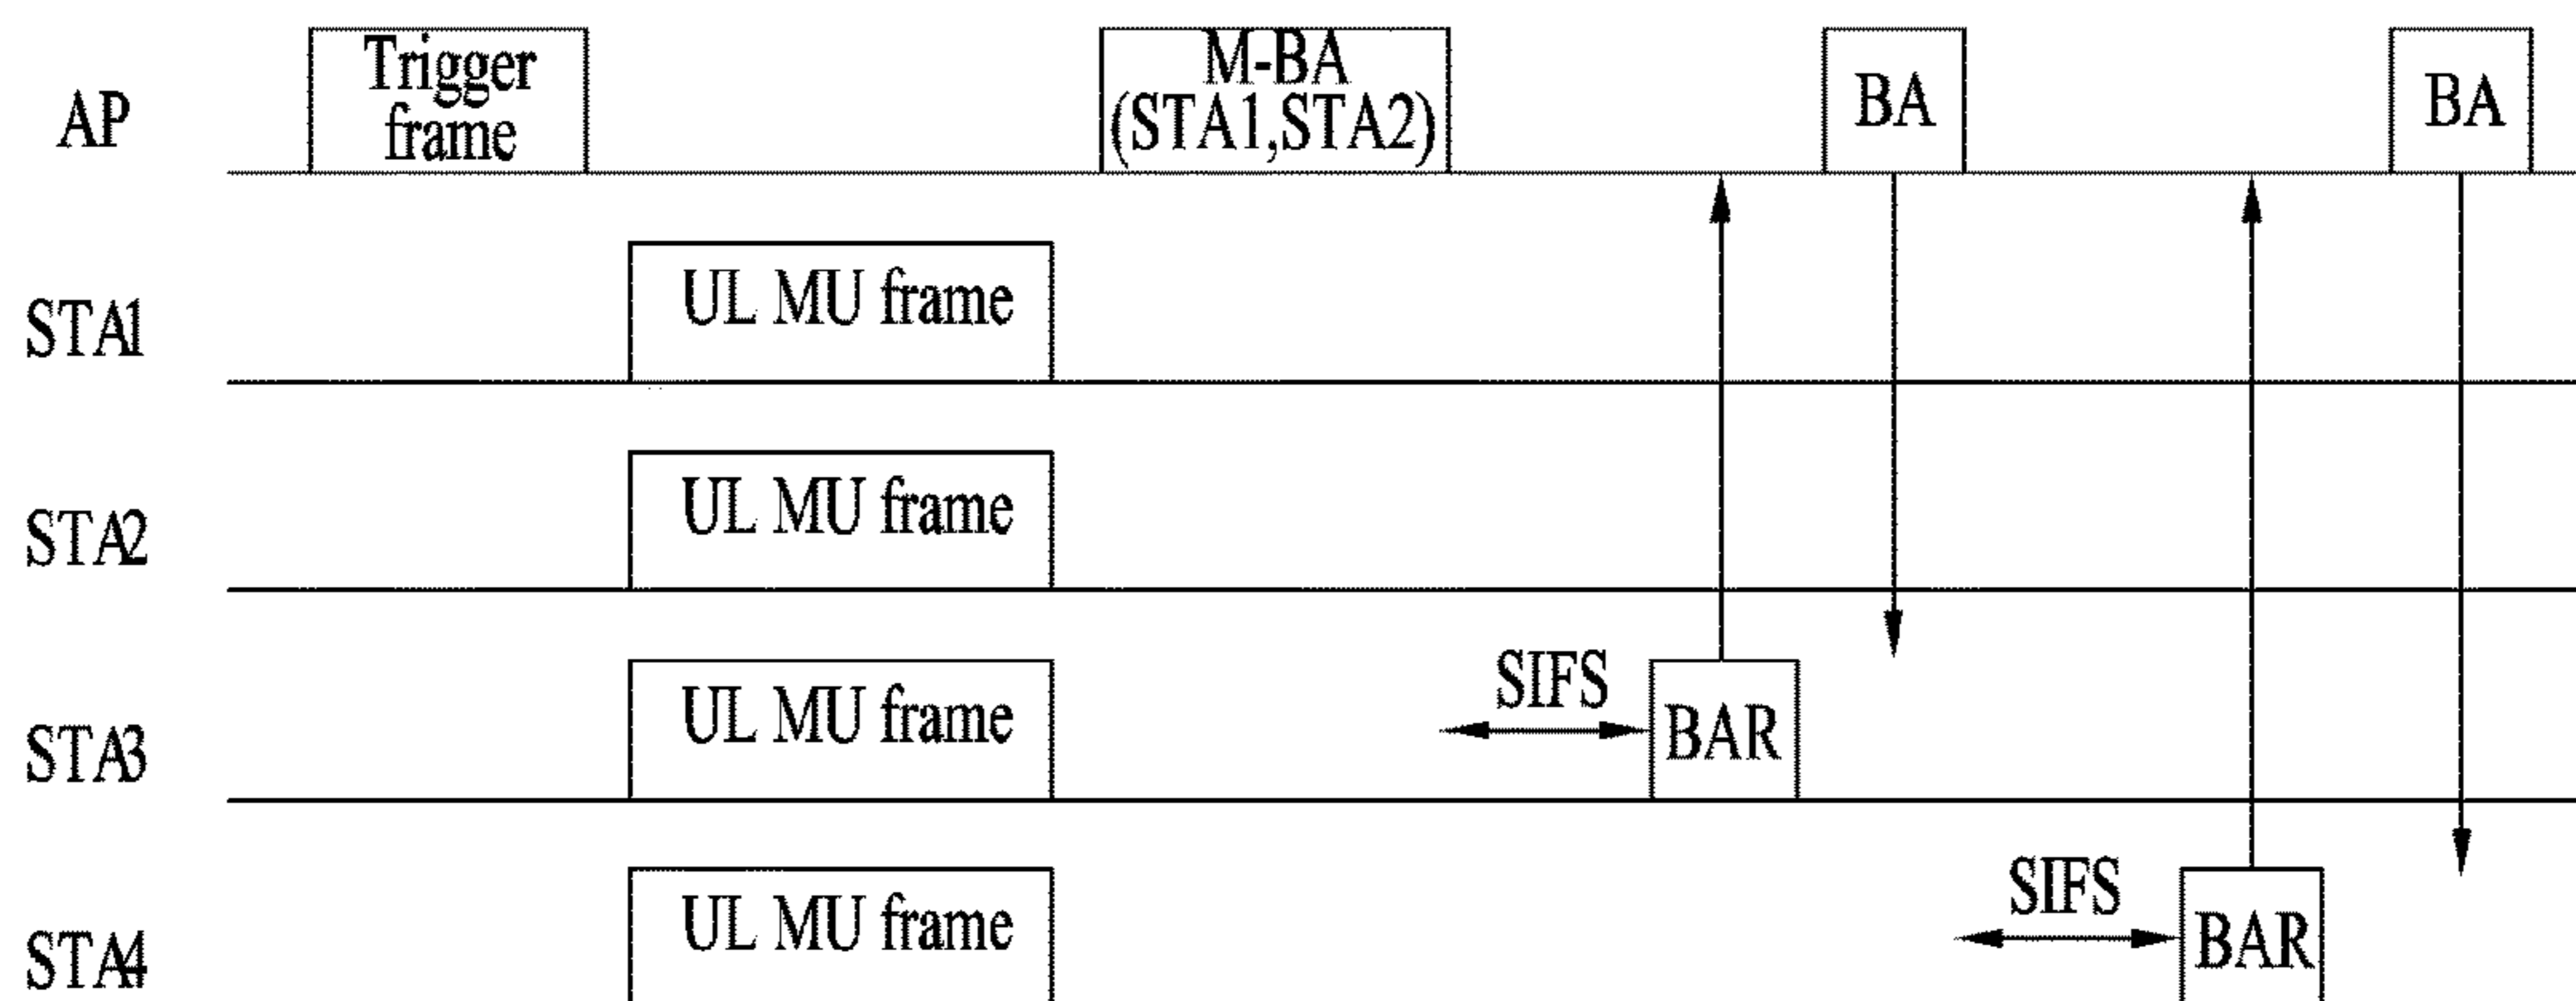 AP
Trigger
frame
M-BA
(STA1,STA2)
BA
BA
STA1
UL MU frame
STA2
UL MU frame
STA3
UL MU frame
SIFS
BAR
STA4
UL MU frame
SIFS
BAR